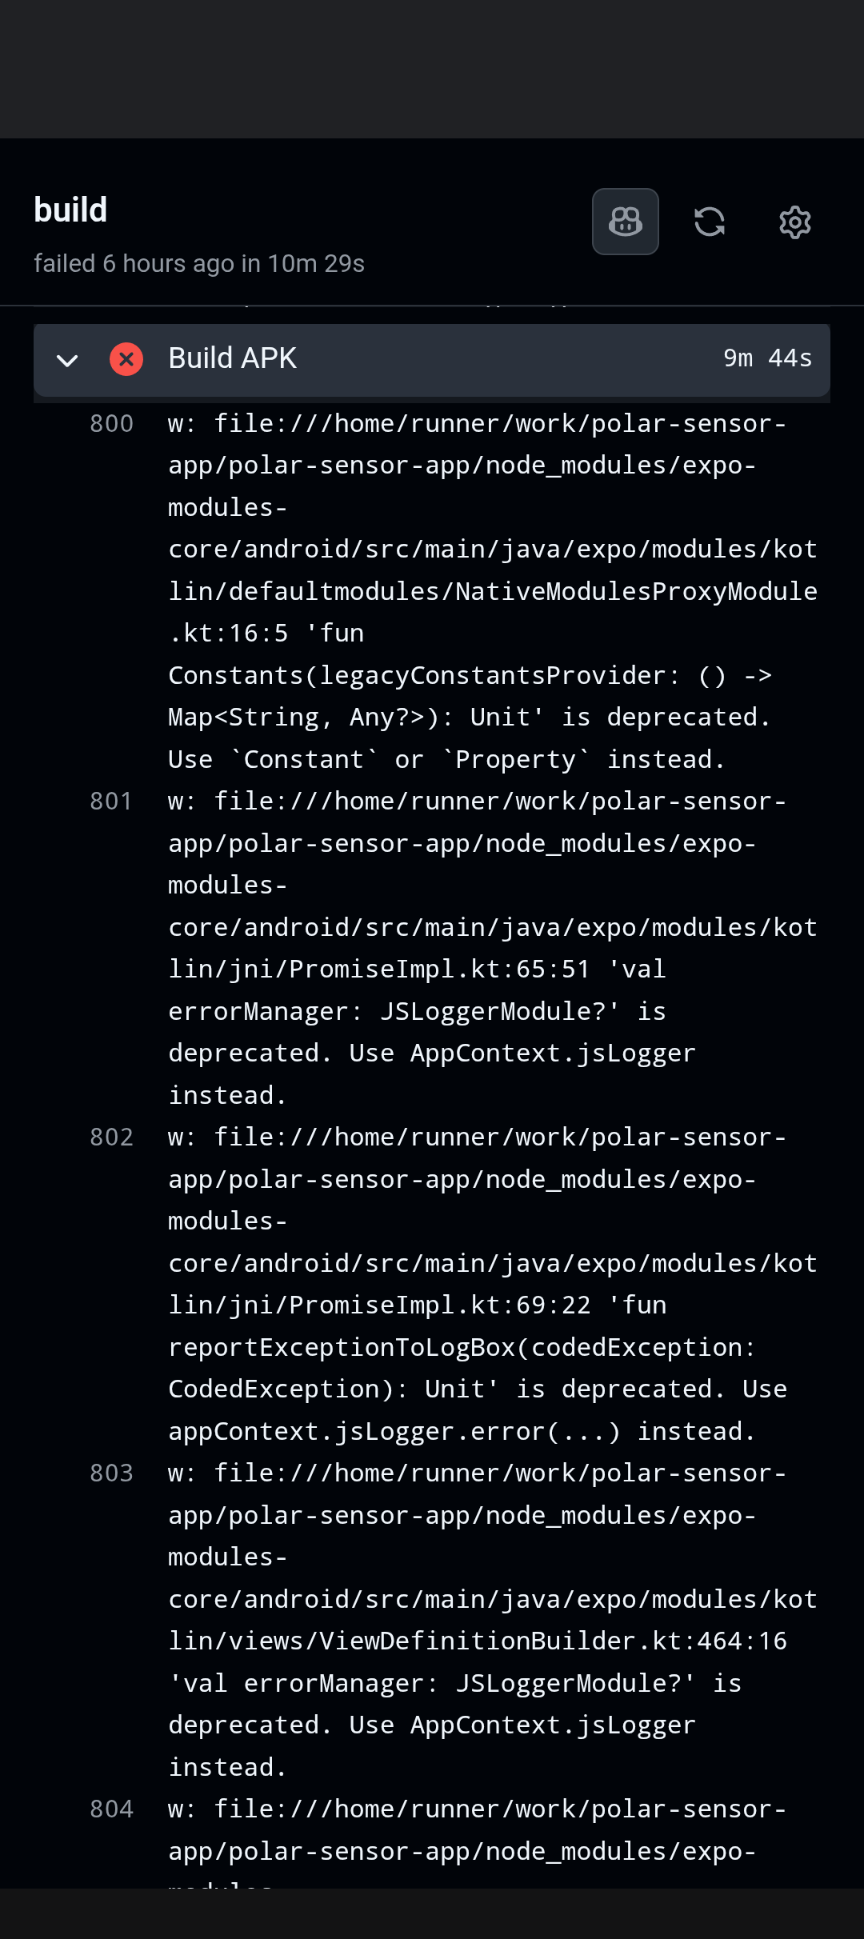 build
failed 6 hours ago in 10m 29s
Build APK 9m 44s
800 w: file:///home/runner/work/polar-sensor-
app/polar-sensor-app/node_modules/expo-
modules-
core/android/src/main/java/expo/modules/kot
lin/defaultmodules/NativeModulesProxyModule
.kt:16:5 'fun
Constants(legacyConstantsProvider: () ->
Map<String, Any?>): Unit' is deprecated.
Use `Constant` or `Property` instead.
801 w: file:///home/runner/work/polar-sensor-
app/polar-sensor-app/node_modules/expo-
modules-
core/android/src/main/java/expo/modules/kot
lin/jni/PromiseImpl.kt:65:51 'val
errorManager: JSLoggerModule?' is
deprecated. Use AppContext.jsLogger
instead.
802 w: file:///home/runner/work/polar-sensor-
app/polar-sensor-app/node_modules/expo-
modules-
core/android/src/main/java/expo/modules/kot
lin/jni/PromiseImpl.kt:69:22 'fun
reportExceptionToLogBox(codedException:
CodedException): Unit' is deprecated. Use
appContext.jsLogger.error(...) instead.
803 w: file:///home/runner/work/polar-sensor-
app/polar-sensor-app/node_modules/expo-
modules-
core/android/src/main/java/expo/modules/kot
lin/views/ViewDefinitionBuilder.kt:464:16
'val errorManager: JSLoggerModule?' is
deprecated. Use AppContext.jsLogger
instead.
804 w: file:///home/runner/work/polar-sensor-
app/polar-sensor-app/node_modules/expo-